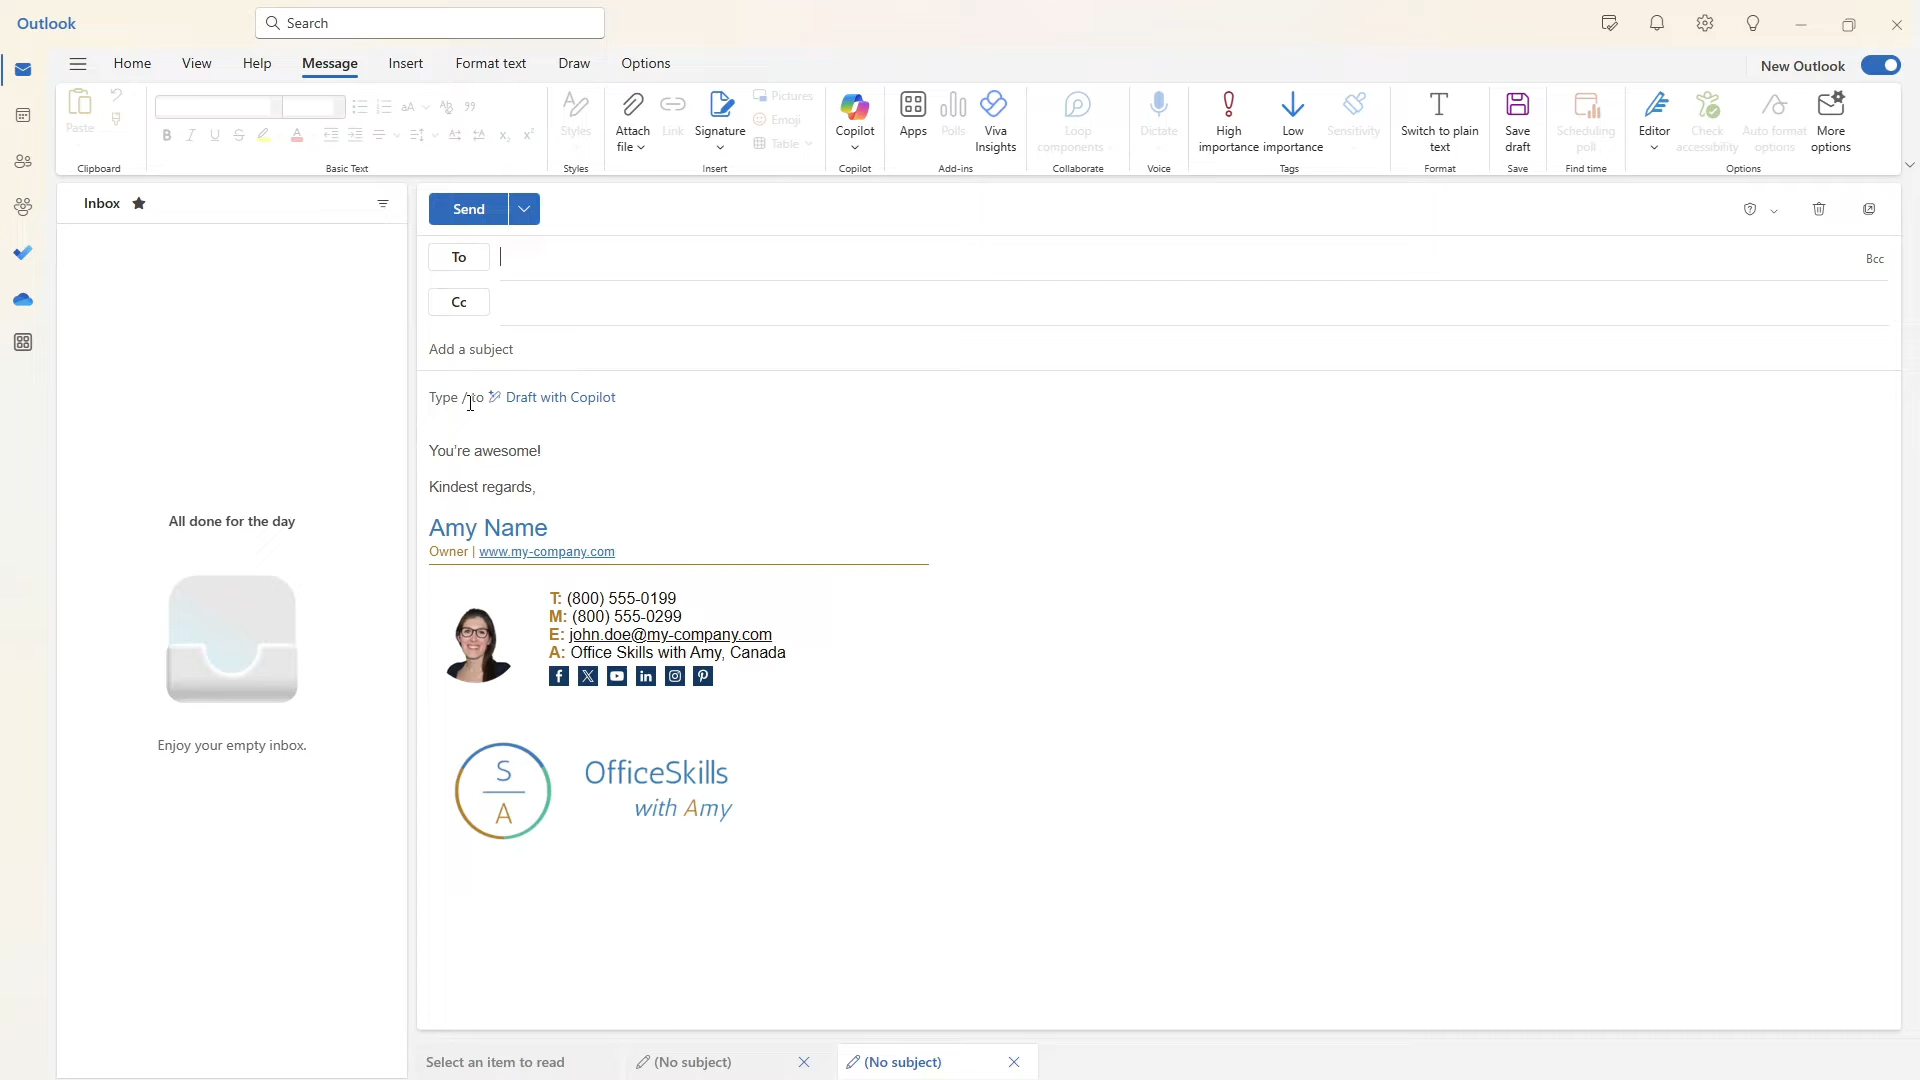 Outlook
Search
Home View Help Message Insert Format text Draw Options
New Outlook
Paste
Clipboard
Basic Text
Styles
Styles
Attach file
Link
Signature
Pictures
Emoji
Table
Insert
Copilot
Copilot
Apps
Polls
Viva Insights
Add-ins
Loop components
Collaborate
Dictate
Voice
High importance
Low importance
Sensitivity
Tags
Switch to plain text
Format
Save draft
Save
Scheduling poll
Find time
Editor
Check accessibility
Auto format options
More options
Options
Inbox
All done for the day
Enjoy your empty inbox.
Send
To
Bcc
Cc
Add a subject
Type / to Draft with Copilot
You're awesome!
Kindest regards,
Amy Name
Owner | www.my-company.com
T: (800) 555-0199
M: (800) 555-0299
E: john.doe@my-company.com
A: Office Skills with Amy, Canada
S
A
OfficeSkills
with Amy
Select an item to read
(No subject)
(No subject)